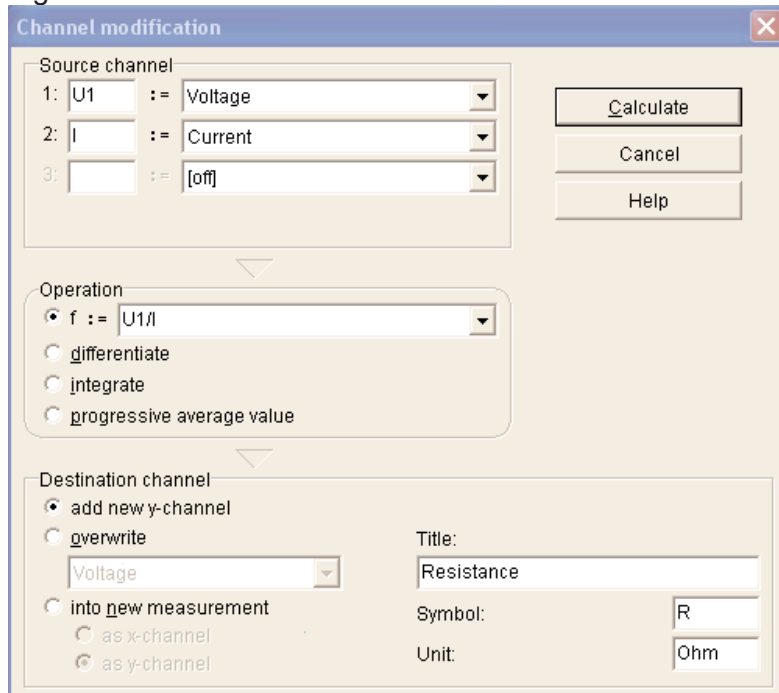 Channel modification
Source channel
1: U1 := Voltage
2: I := Current
3: := [off]
Calculate
Cancel
Help
Operation
f := U1/I
differentiate
integrate
progressive average value
Destination channel
add new y-channel
overwrite
Voltage
into new measurement
as x-channel
as y-channel
Title:
Resistance
Symbol: R
Unit: Ohm